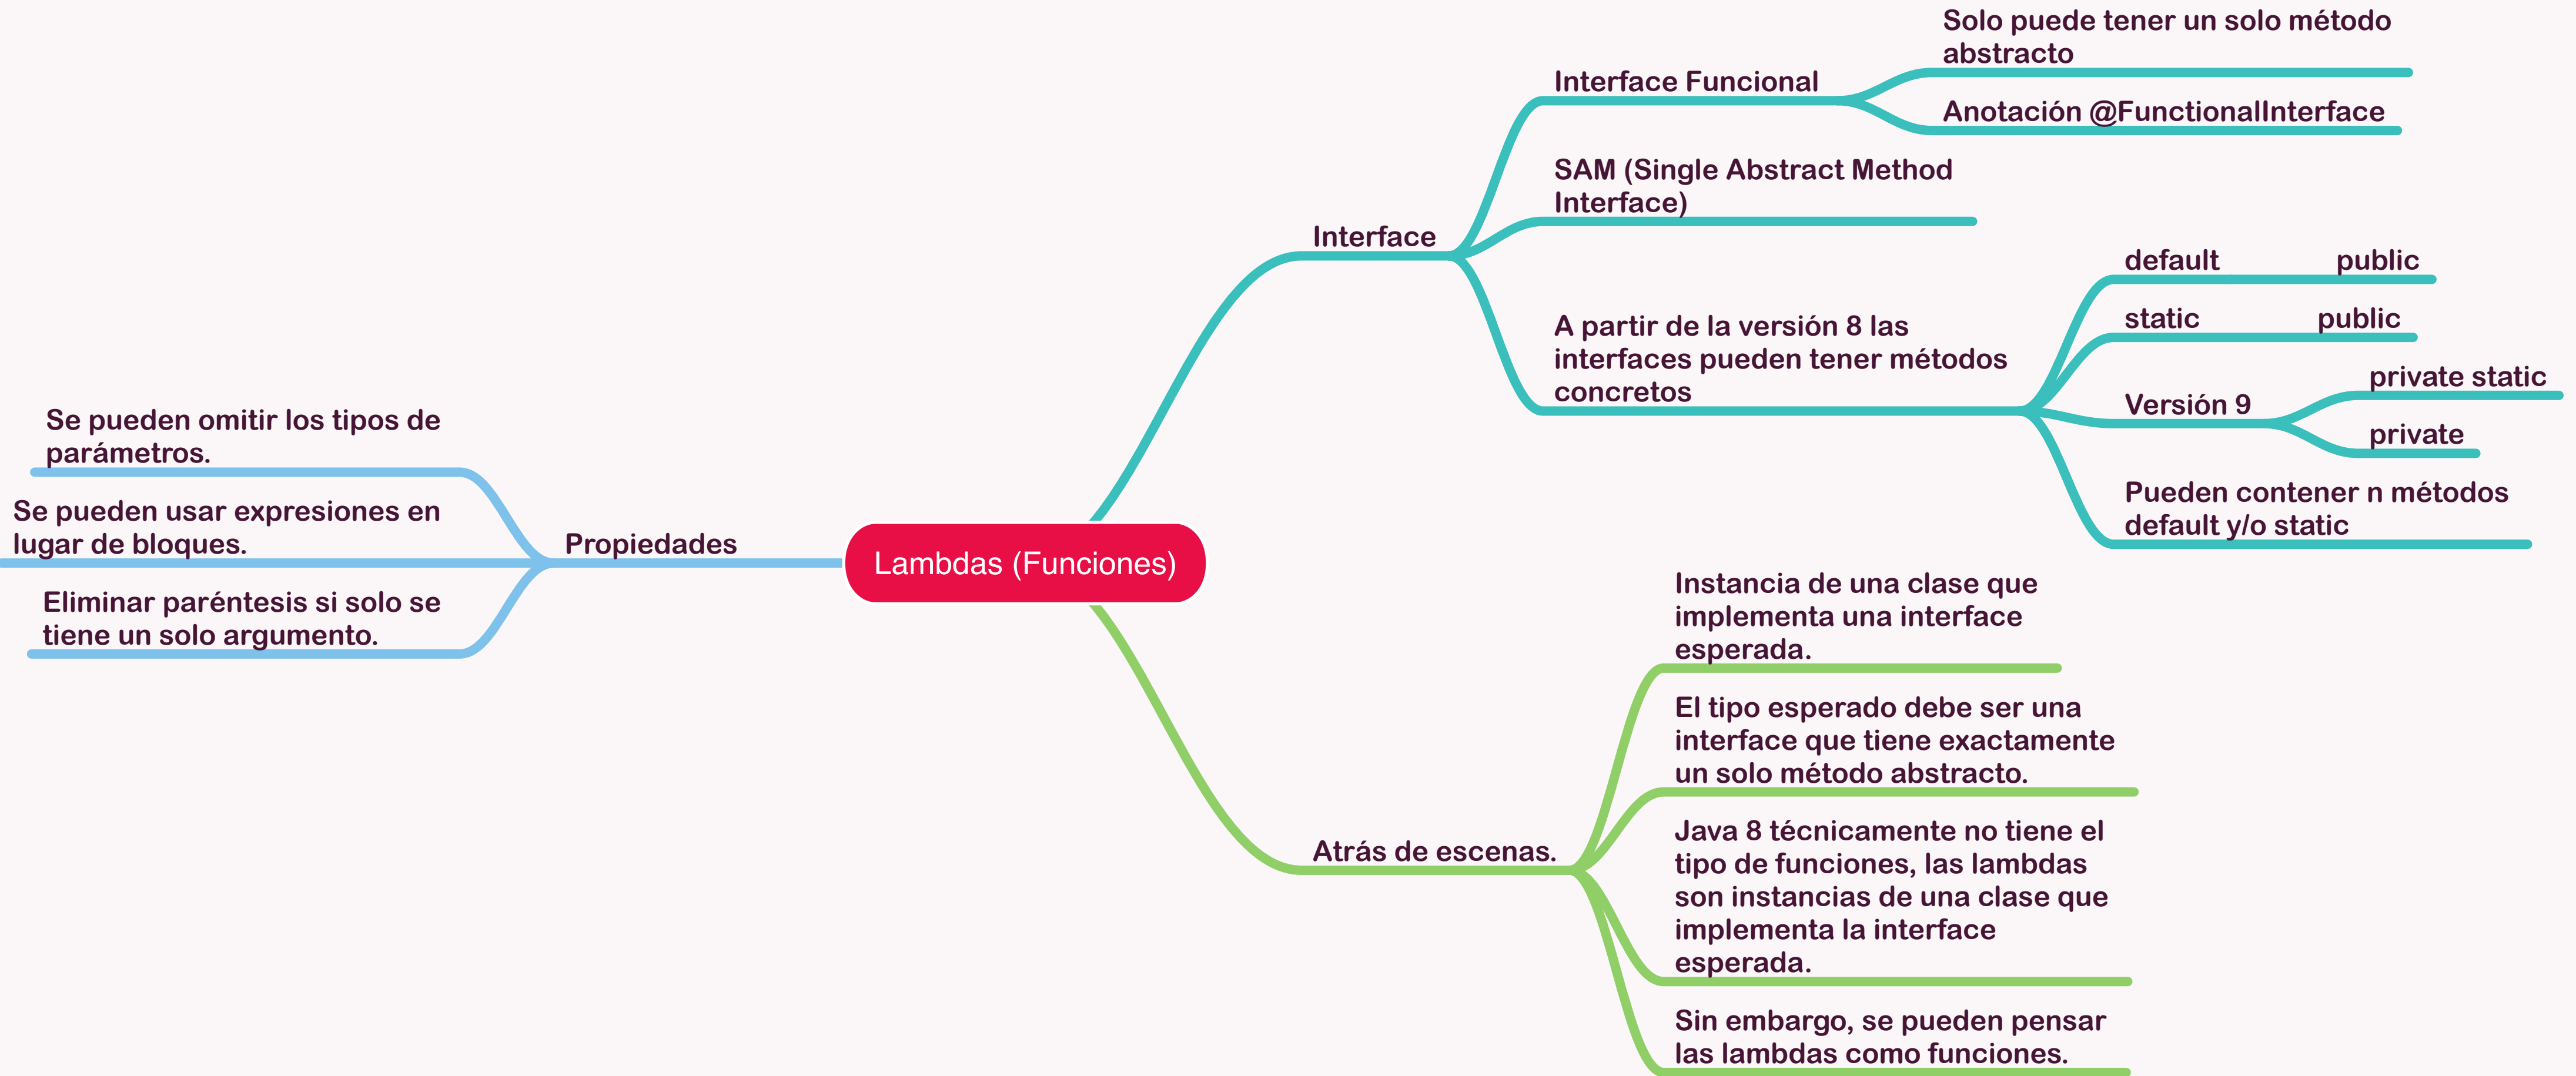 Solo puede tener un solo método
abstracto
Interface Funcional
Anotación @FunctionalInterface
SAM (Single Abstract Method
Interface)
Interface
default public
static public
A partir de la versión 8 las
interfaces pueden tener métodos
concretos
private static
Versión 9
private
Pueden contener n métodos
default y/o static
Se pueden omitir los tipos de
parámetros.
Se pueden usar expresiones en
lugar de bloques.
Propiedades
Eliminar paréntesis si solo se
tiene un solo argumento.
Lambdas (Funciones)
Instancia de una clase que
implementa una interface
esperada.
El tipo esperado debe ser una
interface que tiene exactamente
un solo método abstracto.
Atrás de escenas.
Java 8 técnicamente no tiene el
tipo de funciones, las lambdas
son instancias de una clase que
implementa la interface
esperada.
Sin embargo, se pueden pensar
las lambdas como funciones.